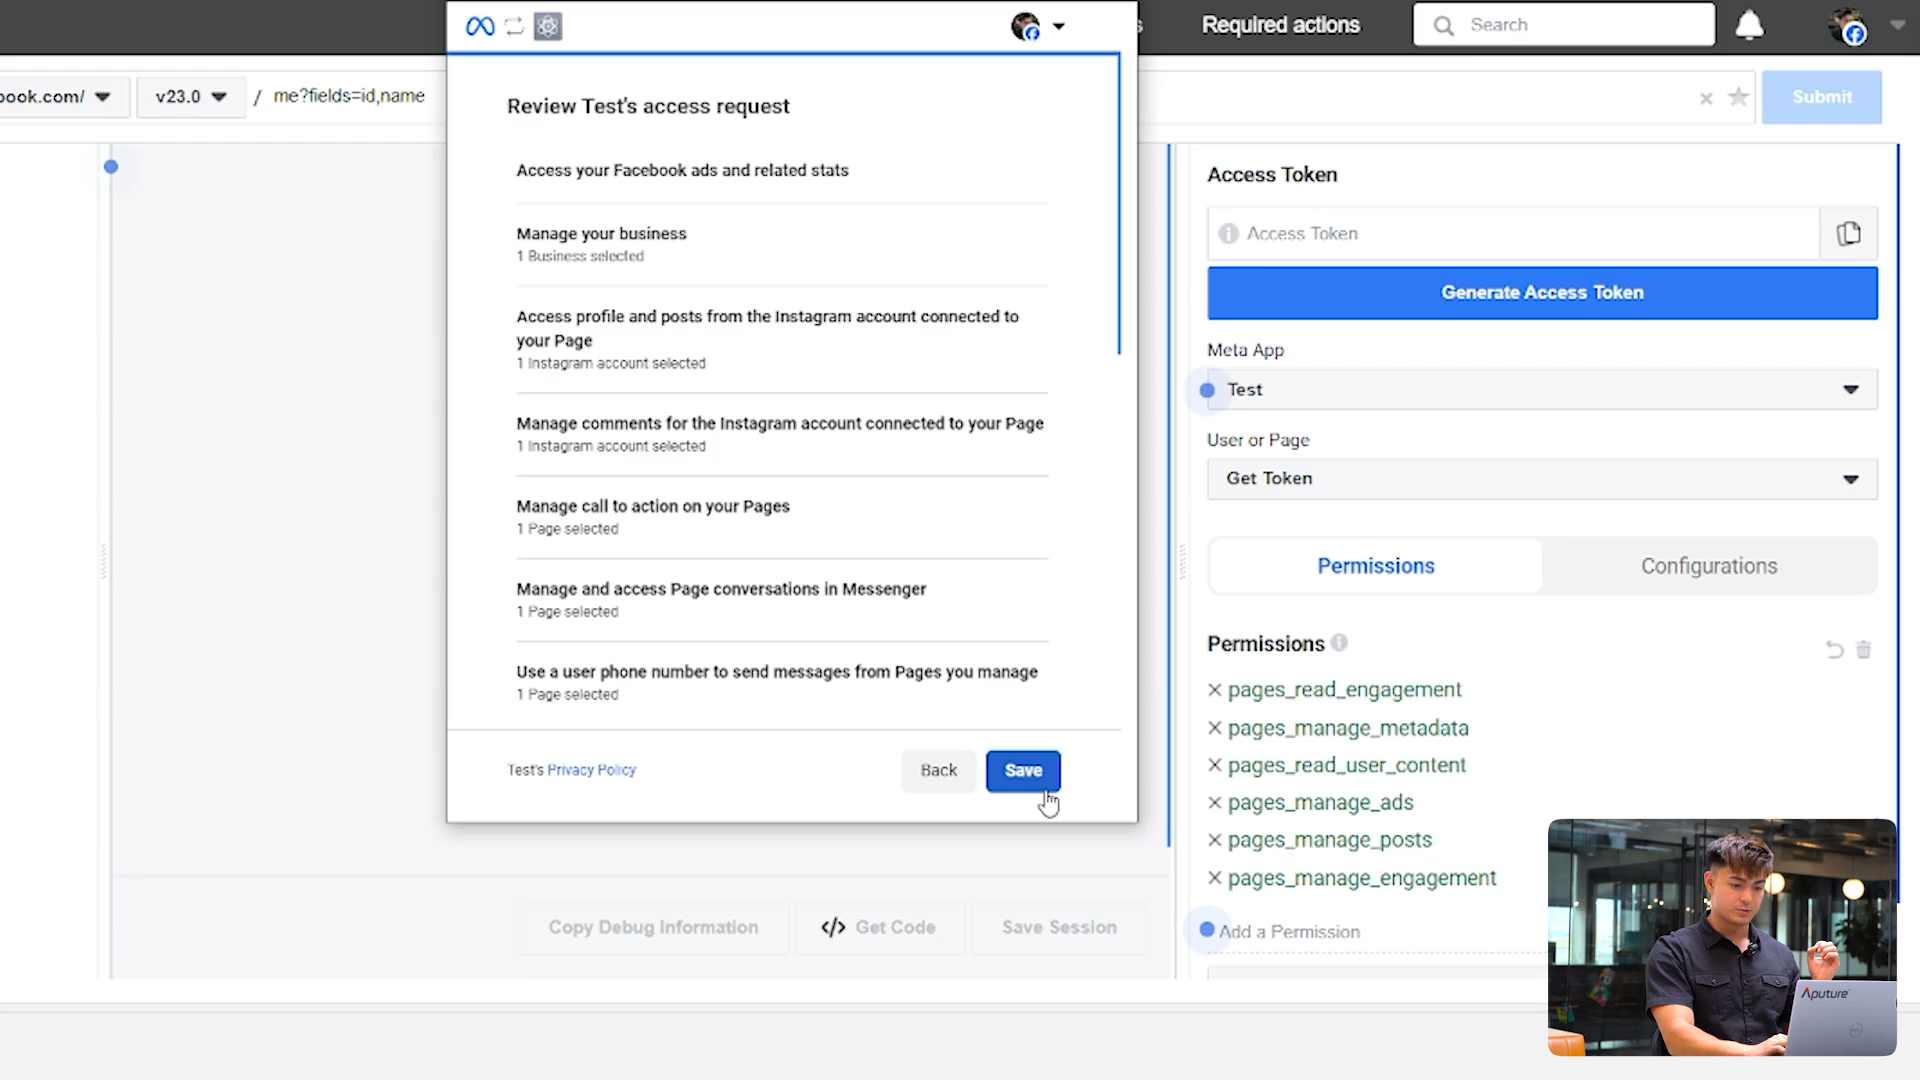 Required actions
Search
book.com/
v23.0
/
me?fields=id,name
Submit
Review Test's access request
Access your Facebook ads and related stats
Manage your business
1 Business selected
Access profile and posts from the Instagram account connected to
your Page
1 Instagram account selected
Manage comments for the Instagram account connected to your Page
1 Instagram account selected
Manage call to action on your Pages
1 Page selected
Manage and access Page conversations in Messenger
1 Page selected
Use a user phone number to send messages from Pages you manage
1 Page selected
Test's Privacy Policy
Back
Save
Copy Debug Information
</> Get Code
Save Session
Access Token
Access Token
Generate Access Token
Meta App
Test
User or Page
Get Token
Permissions
Configurations
Permissions
pages_read_engagement
pages_manage_metadata
pages_read_user_content
pages_manage_ads
pages_manage_posts
pages_manage_engagement
Add a Permission
Aputure